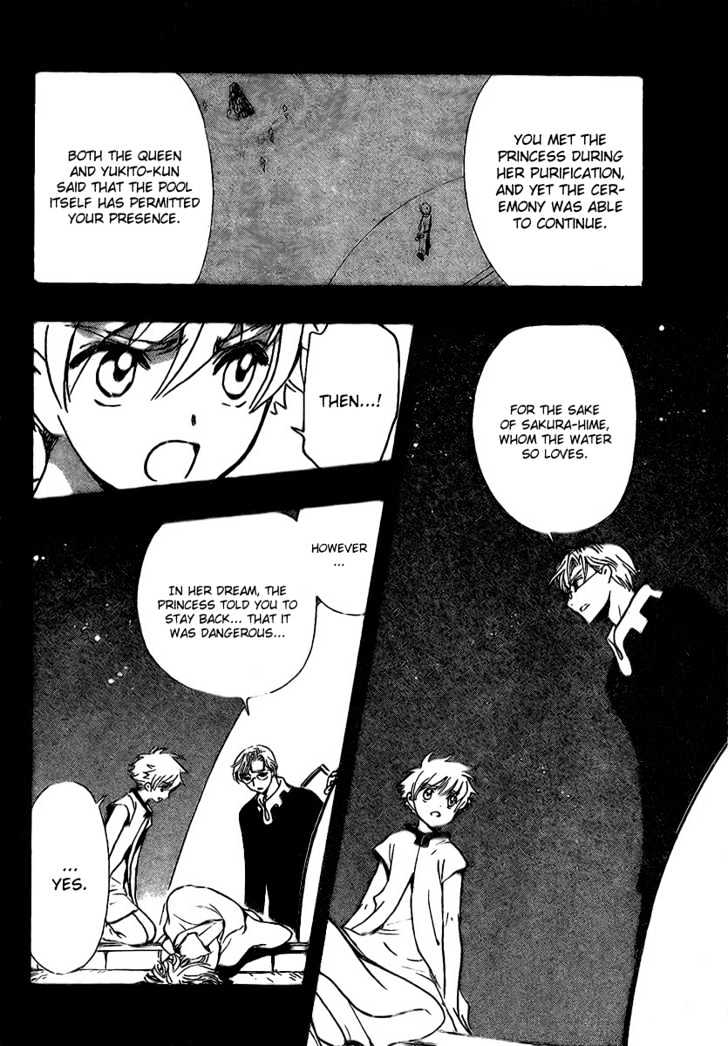 YOU MET THE
PRINCESS DURING
HER PURIFICATION,
AND YET THE CER-
EMONY WAS ABLE
TO CONTINUE.
BOTH THE QUEEN
AND YUKITO-KUN
SAID THAT THE POOL
ITSELF HAS PERMITTED
YOUR PRESENCE.
FOR THE SAKE
OF SAKURA-HIME,
WHOM THE WATER
SO LOVES.
THEN...!
HOWEVER
...
IN HER DREAM, THE
PRINCESS TOLD YOU TO
STAY BACK... THAT IT
WAS DANGEROUS...
...
YES.